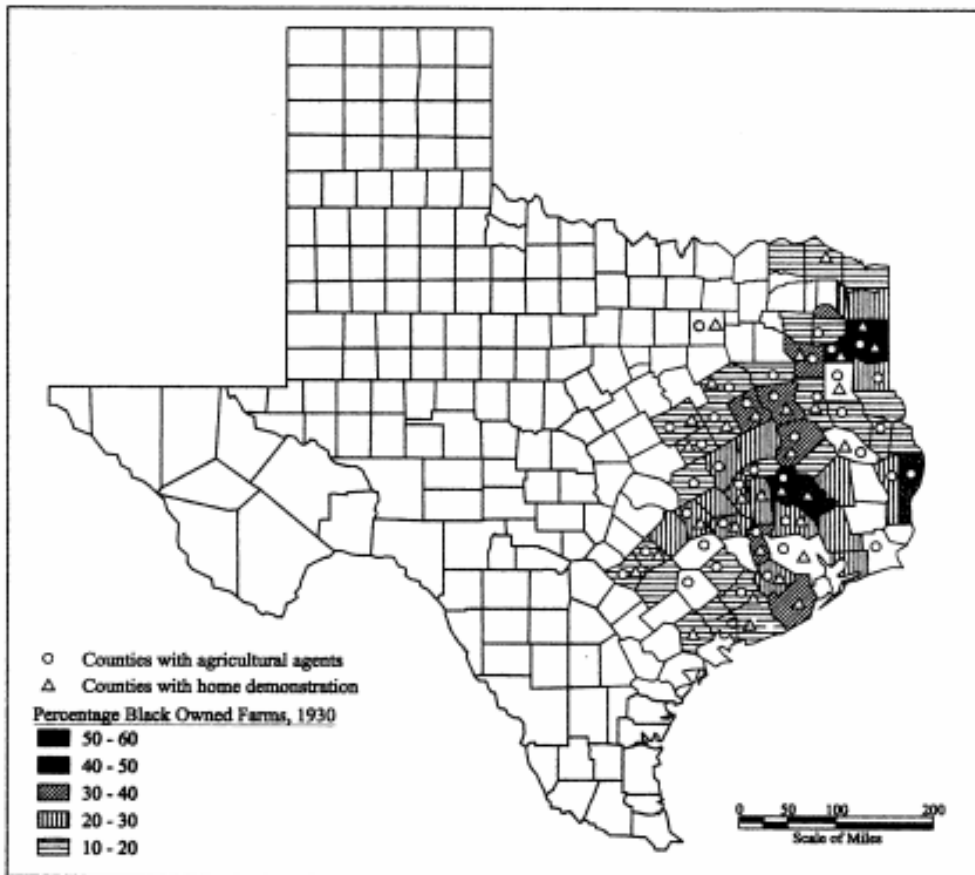 Counties with agricultural agents
Counties with home demonstration
Percentage Black Owned Farms, 1930
50 - 60
40 - 50
30 - 40
20 - 30
10 - 20
0 50 100 200
Scale of Miles